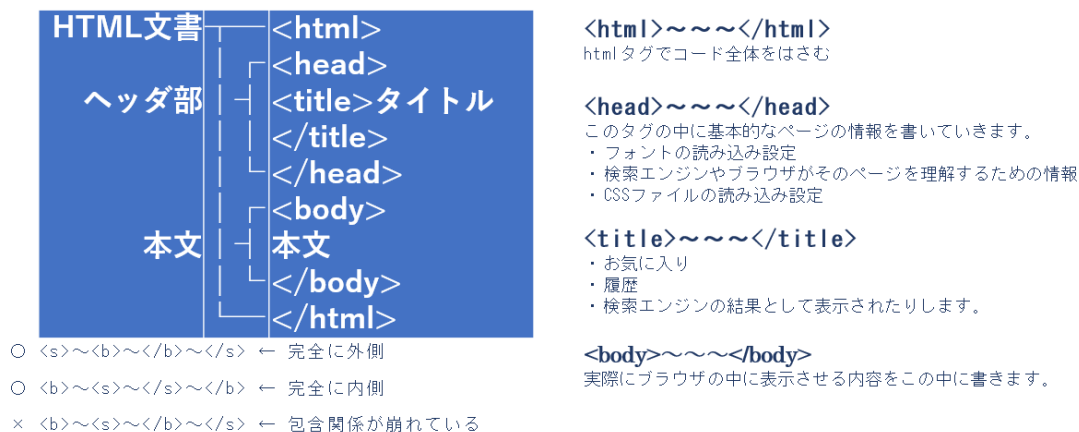 HTML文書 <html>
<head>
ヘッダ部 <title>タイトル
</title>
</head>
<body>
本文 本文
</body>
</html>
○ <s>～<b>～</b>～</s> ← 完全に外側
○ <b>～<s>～</s>～</b> ← 完全に内側
× <b>～<s>～</b>～</s> ← 包含関係が崩れている
<html>～～～</html>
htmlタグでコード全体をはさむ
<head>～～～</head>
このタグの中に基本的なページの情報を書いていきます。
・フォントの読み込み設定
・検索エンジンやブラウザがそのページを理解するための情報
・CSSファイルの読み込み設定
<title>～～～</title>
・お気に入り
・履歴
・検索エンジンの結果として表示されたりします。
<body>～～～</body>
実際にブラウザの中に表示させる内容をこの中に書きます。